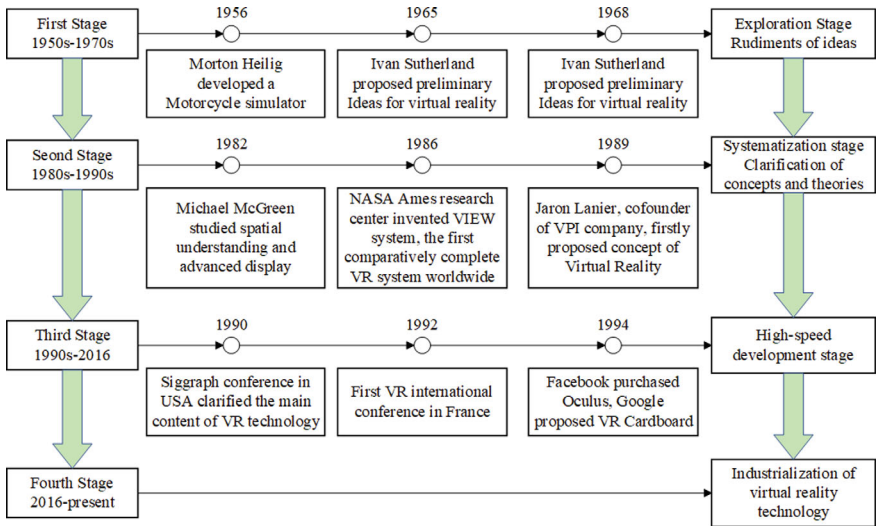 First Stage
1950s-1970s
1956
1965
1968
Exploration Stage
Rudiments of ideas
Morton Heilig
developed a
Motorcycle simulator
Ivan Sutherland
proposed preliminary
Ideas for virtual reality
Ivan Sutherland
proposed preliminary
Ideas for virtual reality
Seond Stage
1980s-1990s
1982
1986
1989
Systematization stage
Clarification of
concepts and theories
Michael McGreen
studied spatial
understanding and
advanced display
NASA Ames research
center invented VIEW
system, the first
comparatively complete
VR system worldwide
Jaron Lanier, cofounder
of VPI company, firstly
proposed concept of
Virtual Reality
Third Stage
1990s-2016
1990
1992
1994
High-speed
development stage
Siggraph conference in
USA clarified the main
content of VR technology
First VR international
conference in France
Facebook purchased
Oculus, Google
proposed VR Cardboard
Fourth Stage
2016-present
Industrialization of
virtual reality
technology